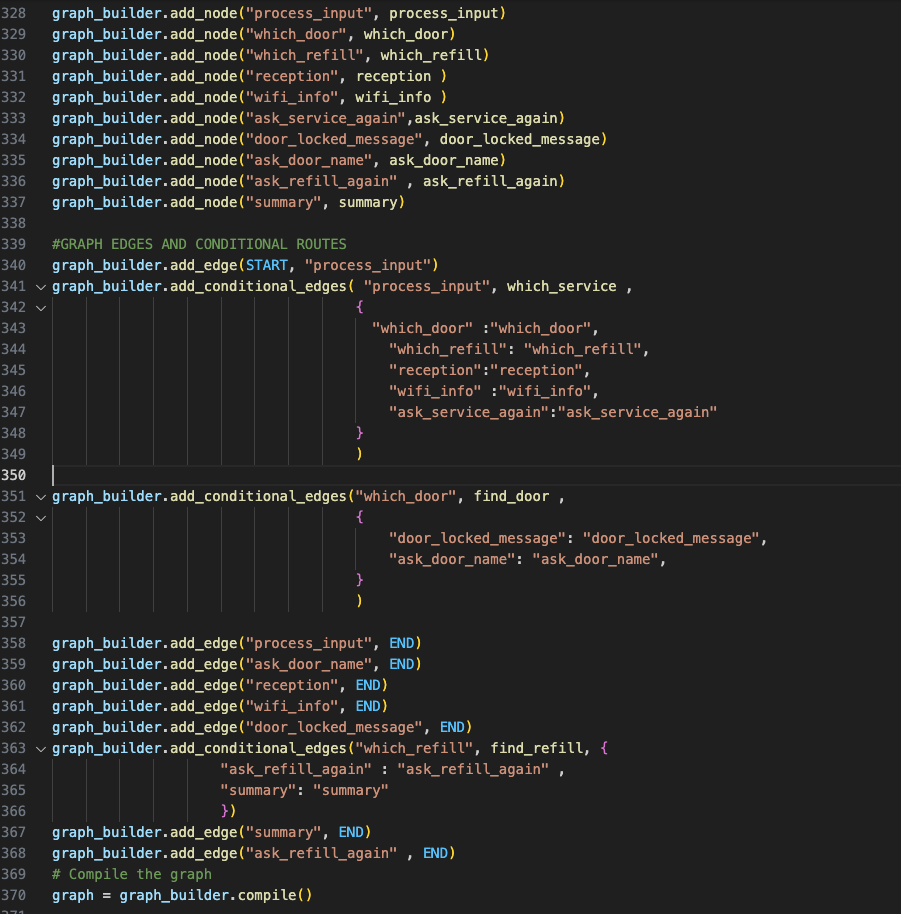 328 graph_builder.add_node("process_input", process_input)
329 graph_builder.add_node("which_door", which_door)
330 graph_builder.add_node("which_refill", which_refill)
331 graph_builder.add_node("reception", reception )
332 graph_builder.add_node("wifi_info", wifi_info )
333 graph_builder.add_node("ask_service_again",ask_service_again)
334 graph_builder.add_node("door_locked_message", door_locked_message)
335 graph_builder.add_node("ask_door_name", ask_door_name)
336 graph_builder.add_node("ask_refill_again" , ask_refill_again)
337 graph_builder.add_node("summary", summary)
338
339 #GRAPH EDGES AND CONDITIONAL ROUTES
340 graph_builder.add_edge(START, "process_input")
341 graph_builder.add_conditional_edges( "process_input", which_service ,
342 {
343 "which_door" :"which_door",
344 "which_refill": "which_refill",
345 "reception":"reception",
346 "wifi_info" :"wifi_info",
347 "ask_service_again":"ask_service_again"
348 }
349 )
350
351 graph_builder.add_conditional_edges("which_door", find_door ,
352 {
353 "door_locked_message": "door_locked_message",
354 "ask_door_name": "ask_door_name",
355 }
356 )
357
358 graph_builder.add_edge("process_input", END)
359 graph_builder.add_edge("ask_door_name", END)
360 graph_builder.add_edge("reception", END)
361 graph_builder.add_edge("wifi_info", END)
362 graph_builder.add_edge("door_locked_message", END)
363 graph_builder.add_conditional_edges("which_refill", find_refill, {
364 "ask_refill_again" : "ask_refill_again" ,
365 "summary": "summary"
366 })
367 graph_builder.add_edge("summary", END)
368 graph_builder.add_edge("ask_refill_again" , END)
369 # Compile the graph
370 graph = graph_builder.compile()